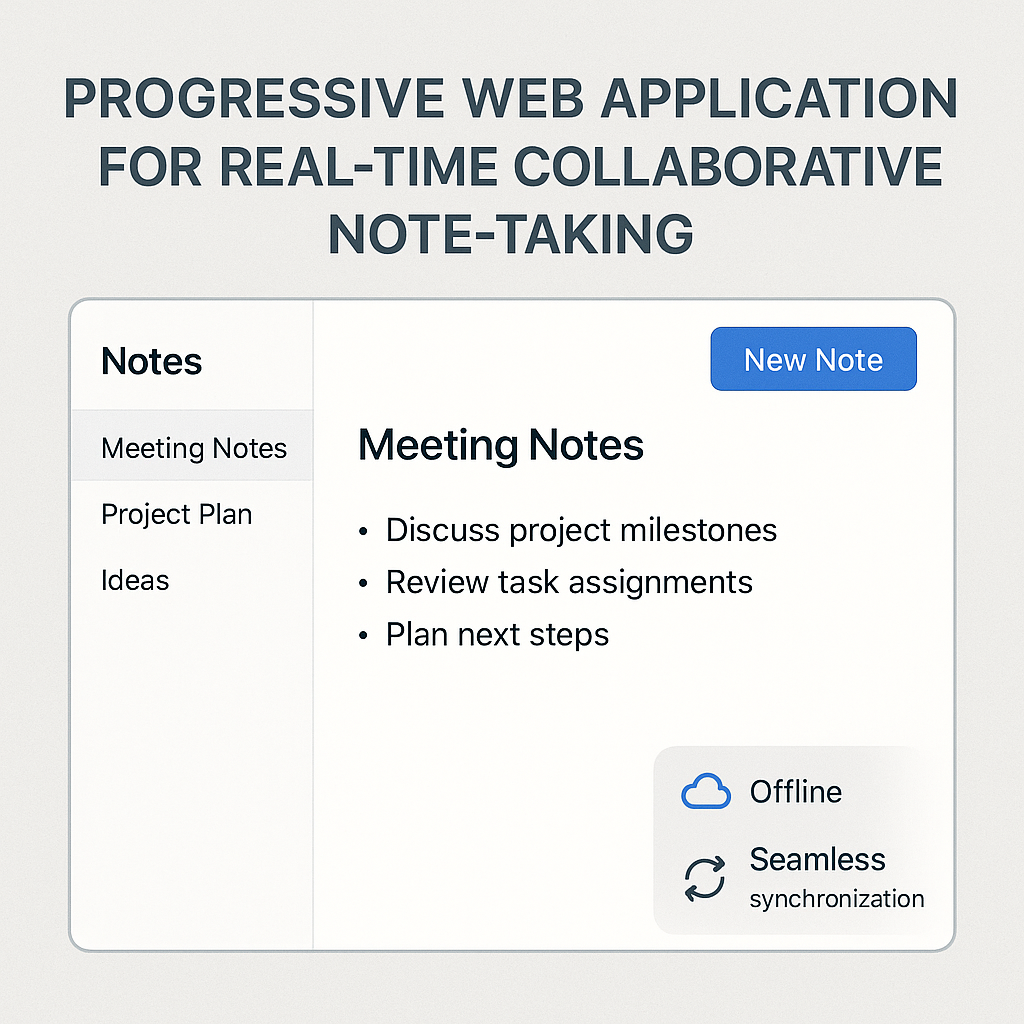 PROGRESSIVE WEB APPLICATION
FOR REAL-TIME COLLABORATIVE
NOTE-TAKING
Notes
New Note
Meeting Notes
Project Plan
Ideas
Meeting Notes
• Discuss project milestones
• Review task assignments
• Plan next steps
Offline
Seamless
synchronization